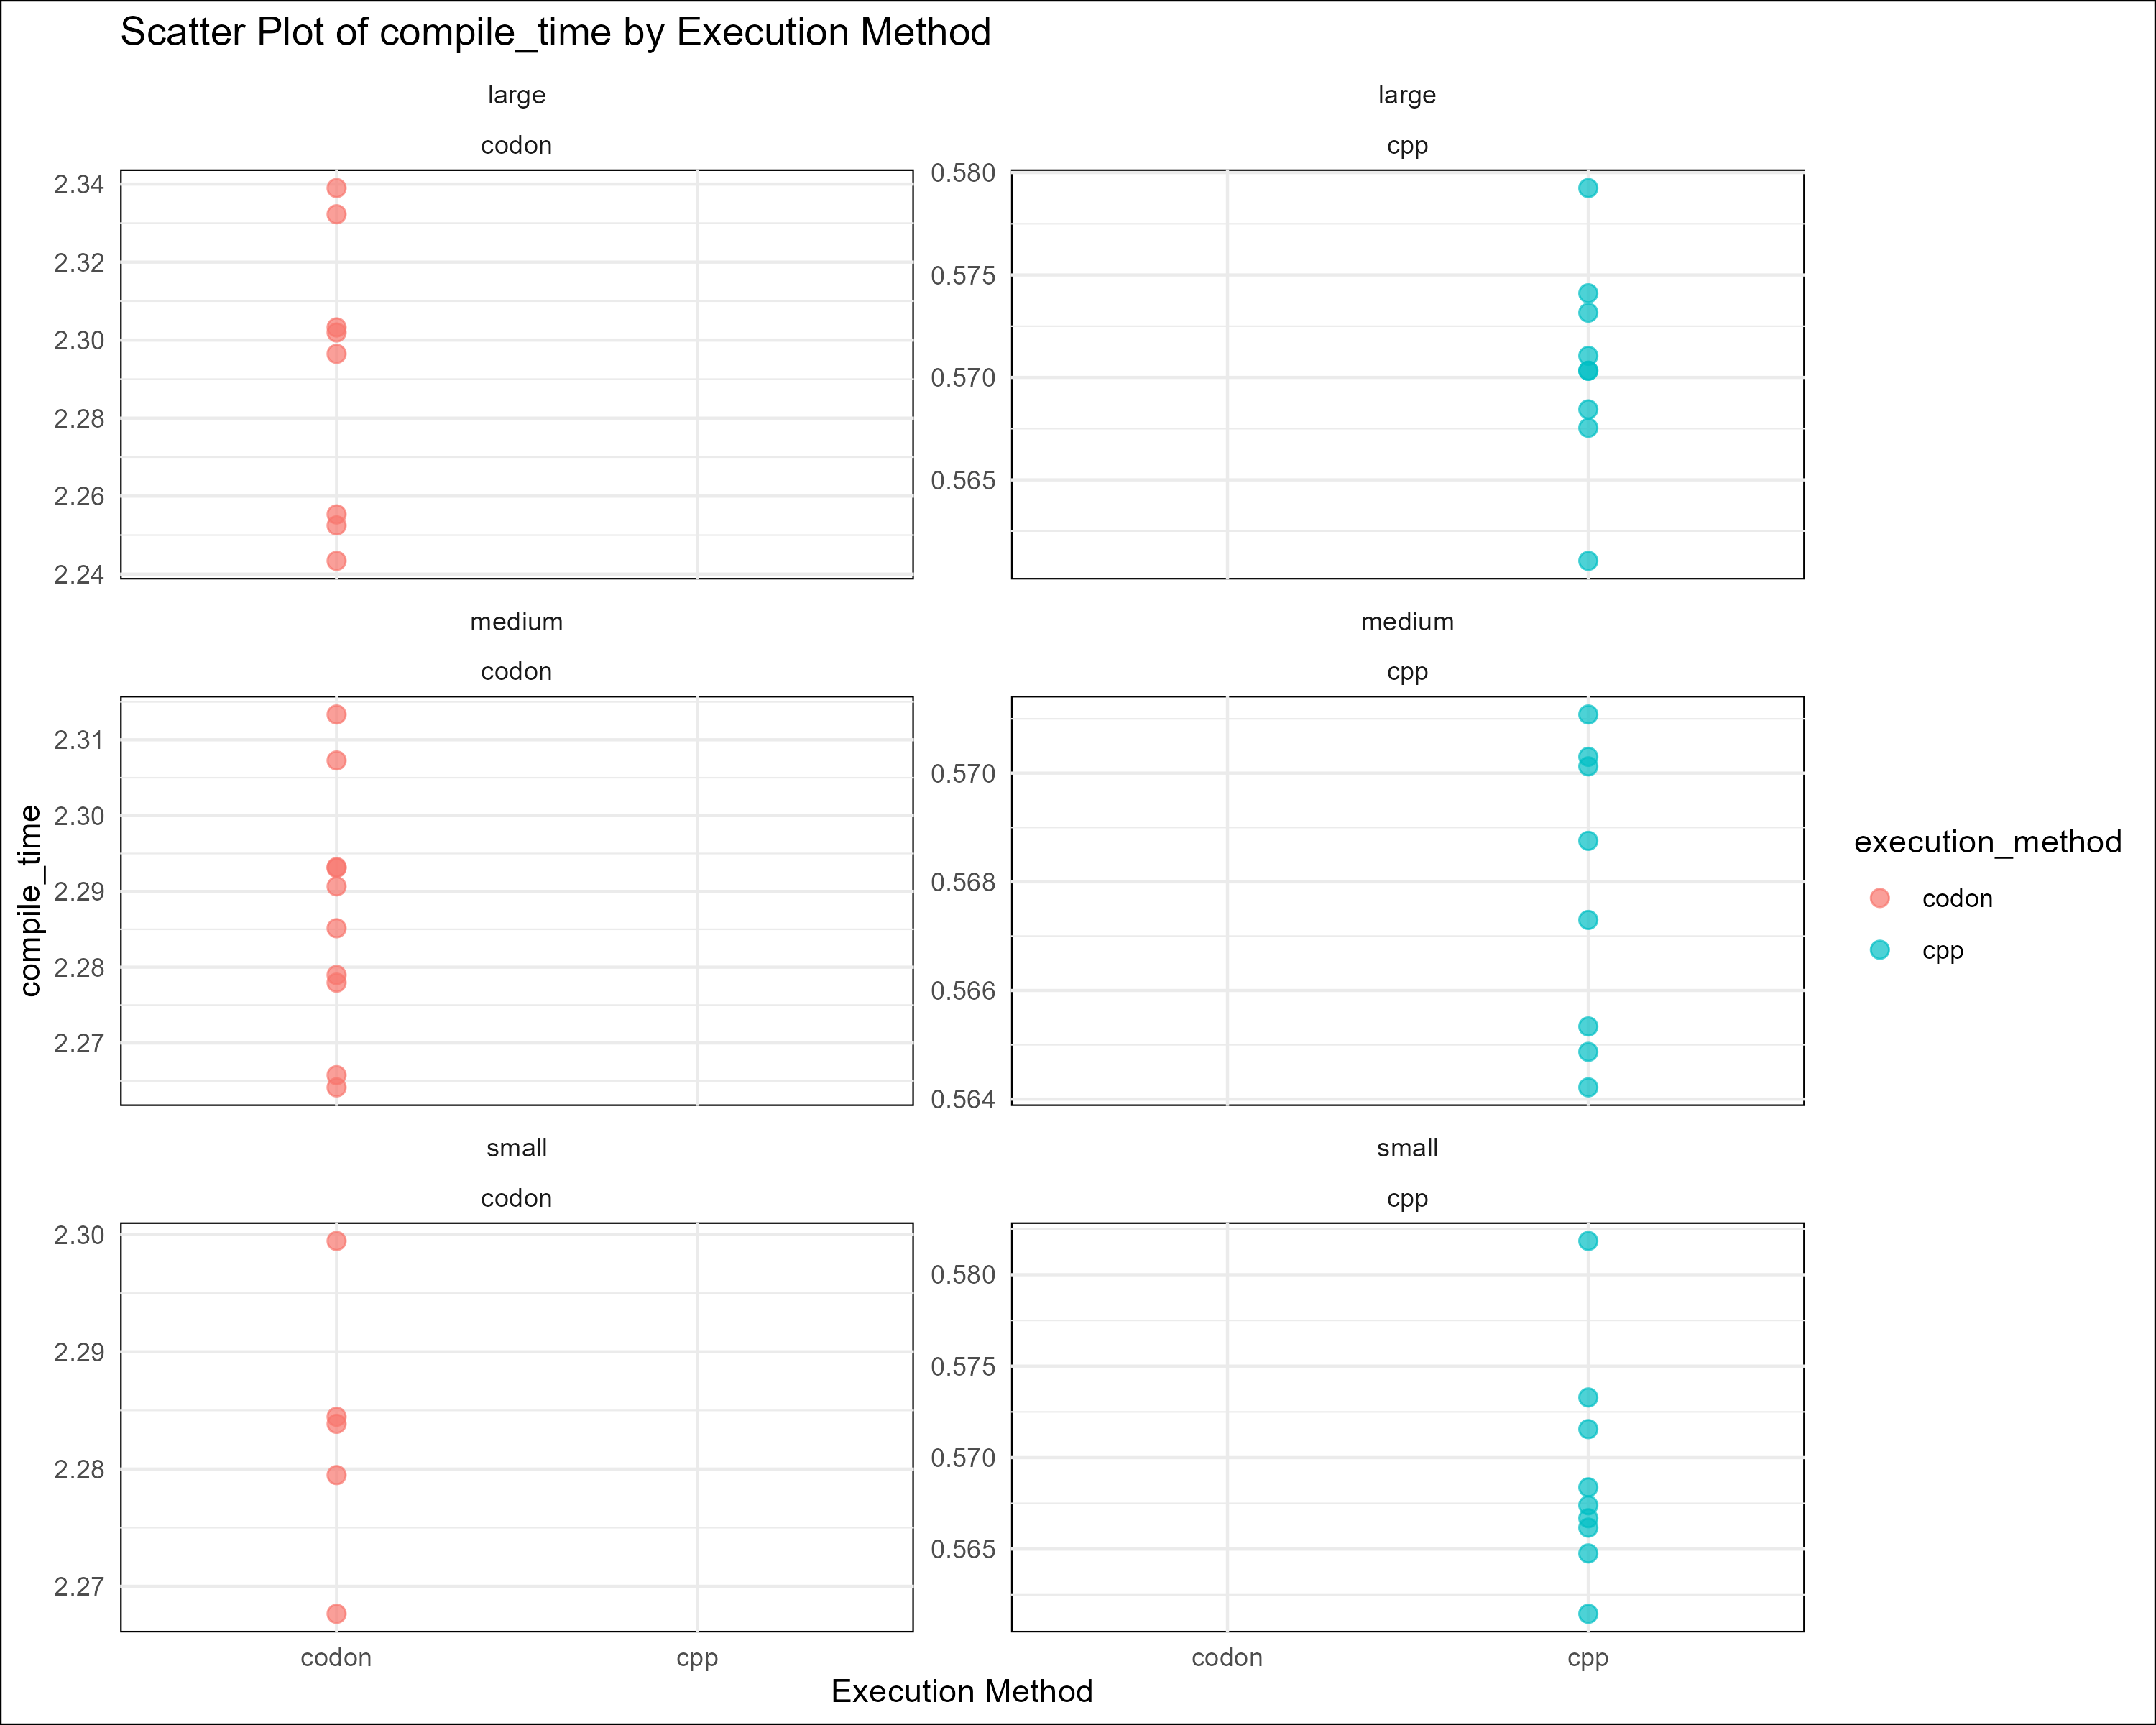 Scatter Plot of compile_time by Execution Method
large
codon
2.34
2.32
2.30
2.28
2.26
2.24
large
cpp
0.580
0.575
0.570
0.565
medium
codon
2.31
2.30
2.29
2.28
2.27
medium
cpp
0.570
0.568
0.566
0.564
small
codon
2.30
2.29
2.28
2.27
small
cpp
0.580
0.575
0.570
0.565
codon
cpp
codon
cpp
Execution Method
compile_time
execution_method
codon
cpp